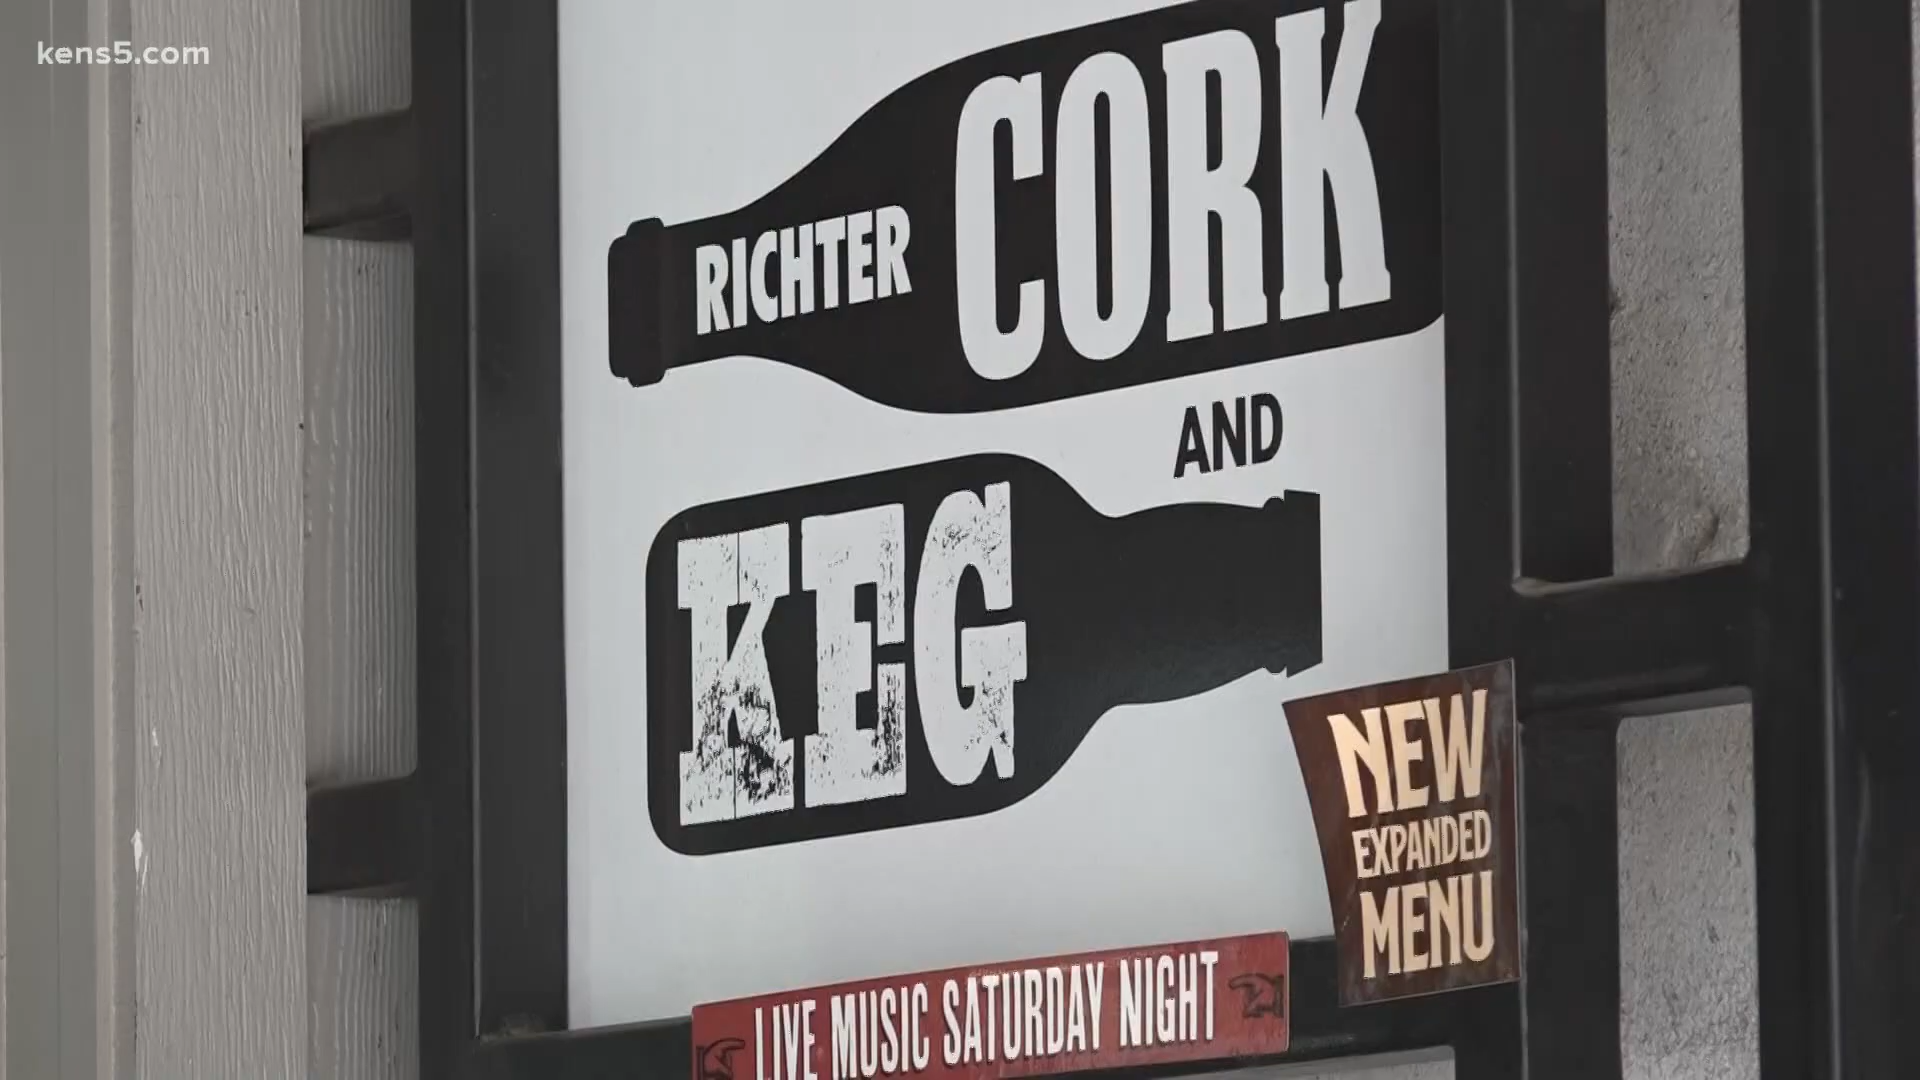 kens5.com
RICHTER CORK
AND
KEG
NEW
EXPANDED
MENU
LIVE MUSIC SATURDAY NIGHT